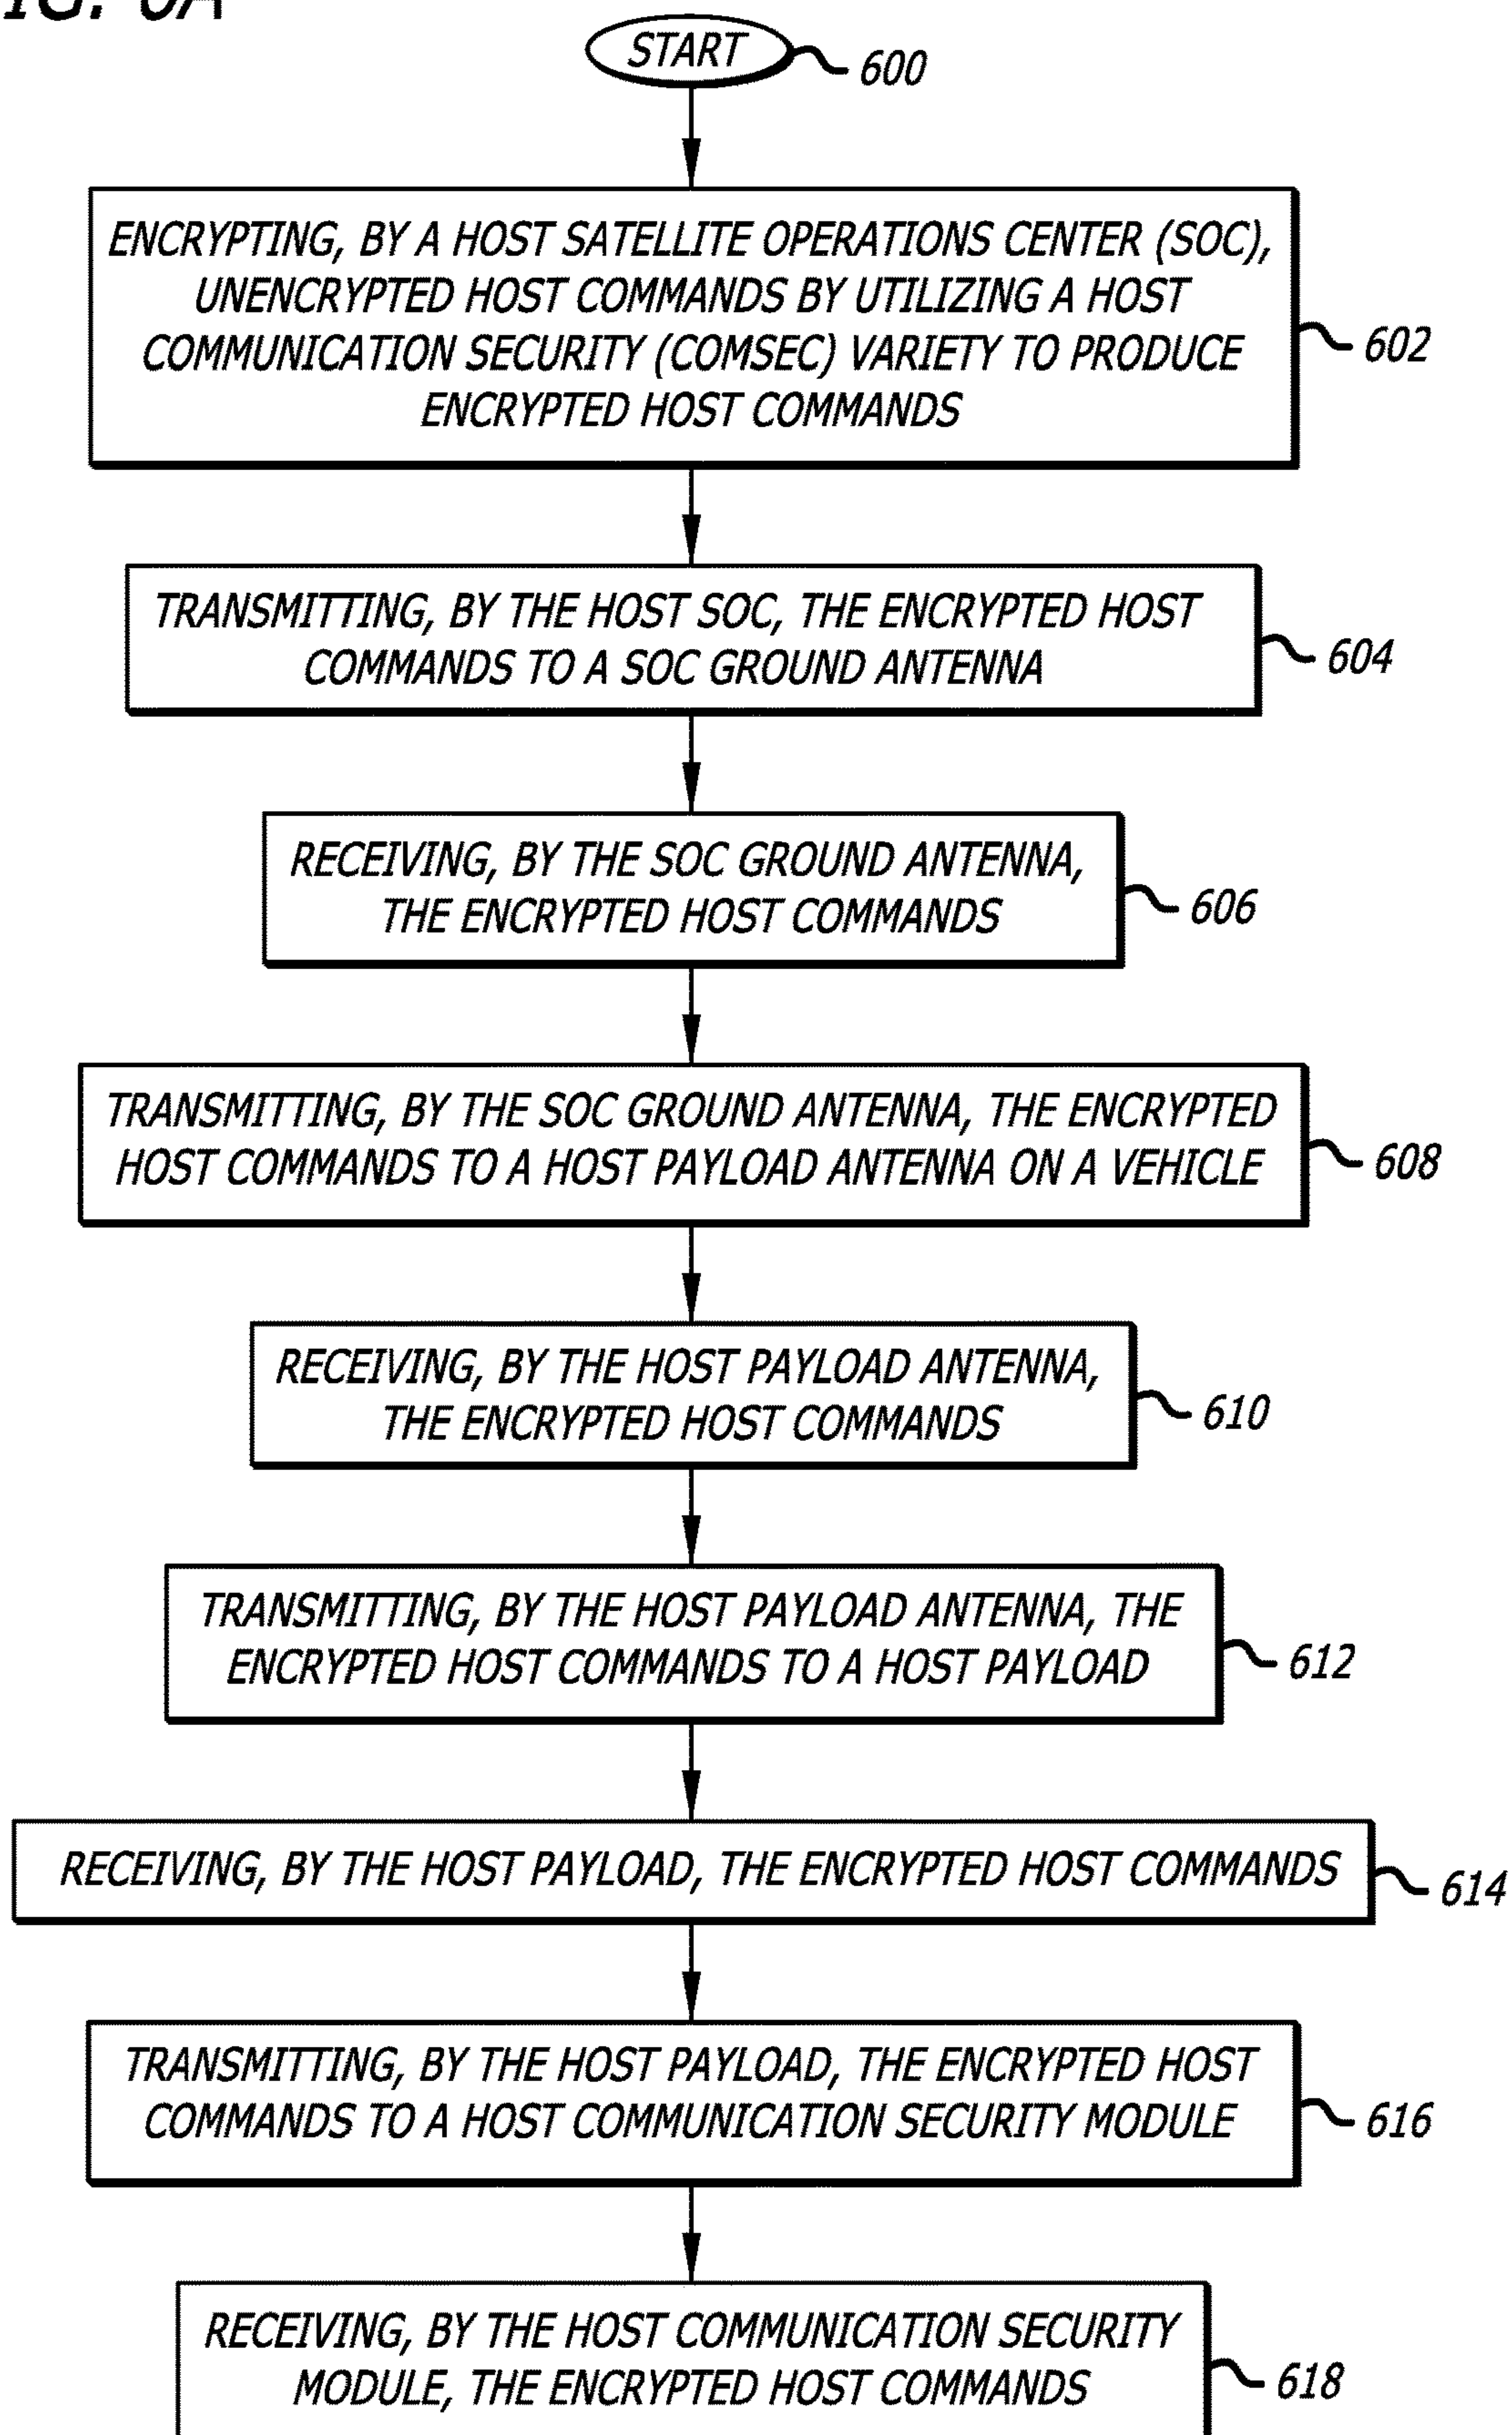 FIG. 6A
START
600
ENCRYPTING, BY A HOST SATELLITE OPERATIONS CENTER (SOC),
UNENCRYPTED HOST COMMANDS BY UTILIZING A HOST
COMMUNICATION SECURITY (COMSEC) VARIETY TO PRODUCE
ENCRYPTED HOST COMMANDS
602
TRANSMITTING, BY THE HOST SOC, THE ENCRYPTED HOST
COMMANDS TO A SOC GROUND ANTENNA
604
RECEIVING, BY THE SOC GROUND ANTENNA,
THE ENCRYPTED HOST COMMANDS
606
TRANSMITTING, BY THE SOC GROUND ANTENNA, THE ENCRYPTED
HOST COMMANDS TO A HOST PAYLOAD ANTENNA ON A VEHICLE
608
RECEIVING, BY THE HOST PAYLOAD ANTENNA,
THE ENCRYPTED HOST COMMANDS
610
TRANSMITTING, BY THE HOST PAYLOAD ANTENNA, THE
ENCRYPTED HOST COMMANDS TO A HOST PAYLOAD
612
RECEIVING, BY THE HOST PAYLOAD, THE ENCRYPTED HOST COMMANDS
614
TRANSMITTING, BY THE HOST PAYLOAD, THE ENCRYPTED HOST
COMMANDS TO A HOST COMMUNICATION SECURITY MODULE
616
RECEIVING, BY THE HOST COMMUNICATION SECURITY
MODULE, THE ENCRYPTED HOST COMMANDS
618